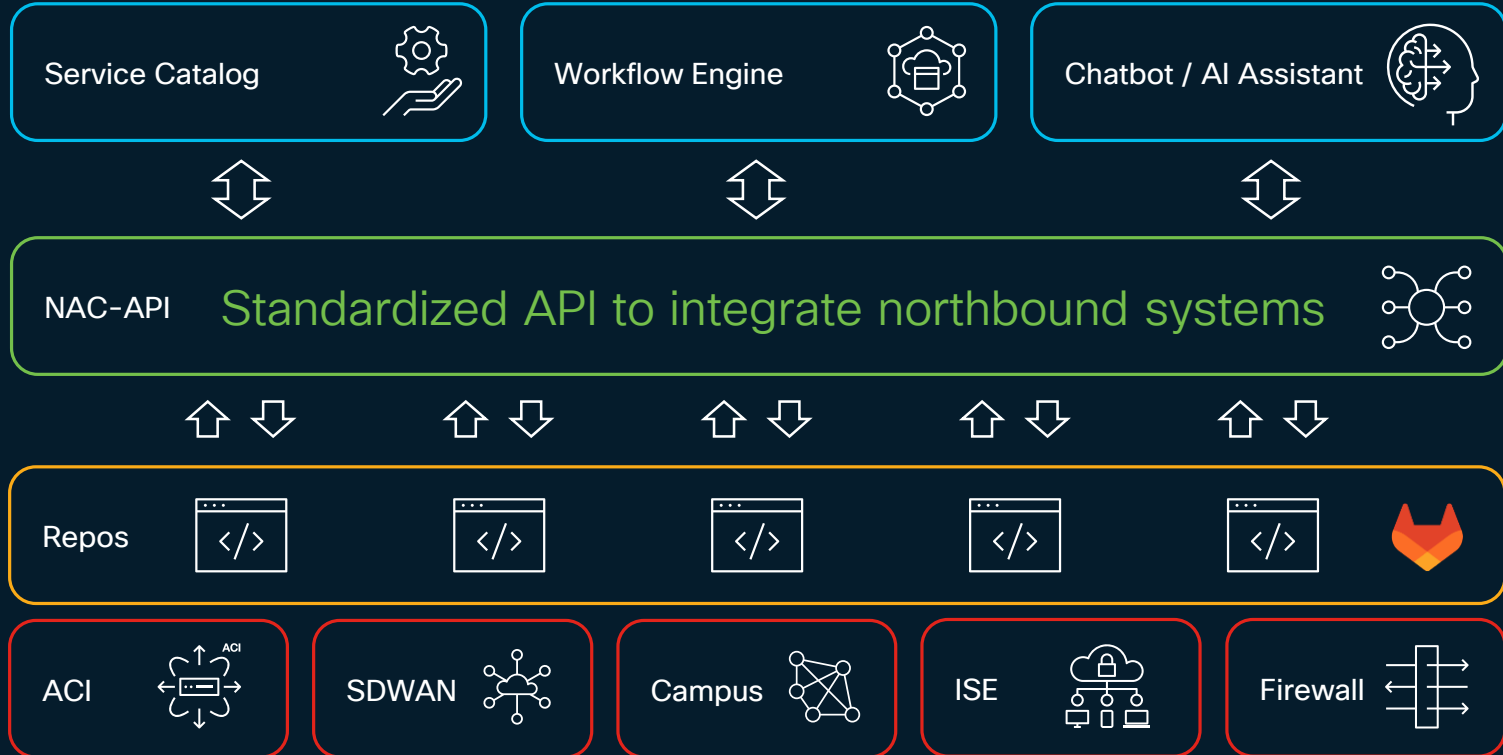 Service Catalog
Workflow Engine
Chatbot / AI Assistant
NAC-API
Standardized API to integrate northbound systems
Repos
</>
</>
</>
</>
</>
ACI
ACI
SDWAN
Campus
ISE
Firewall